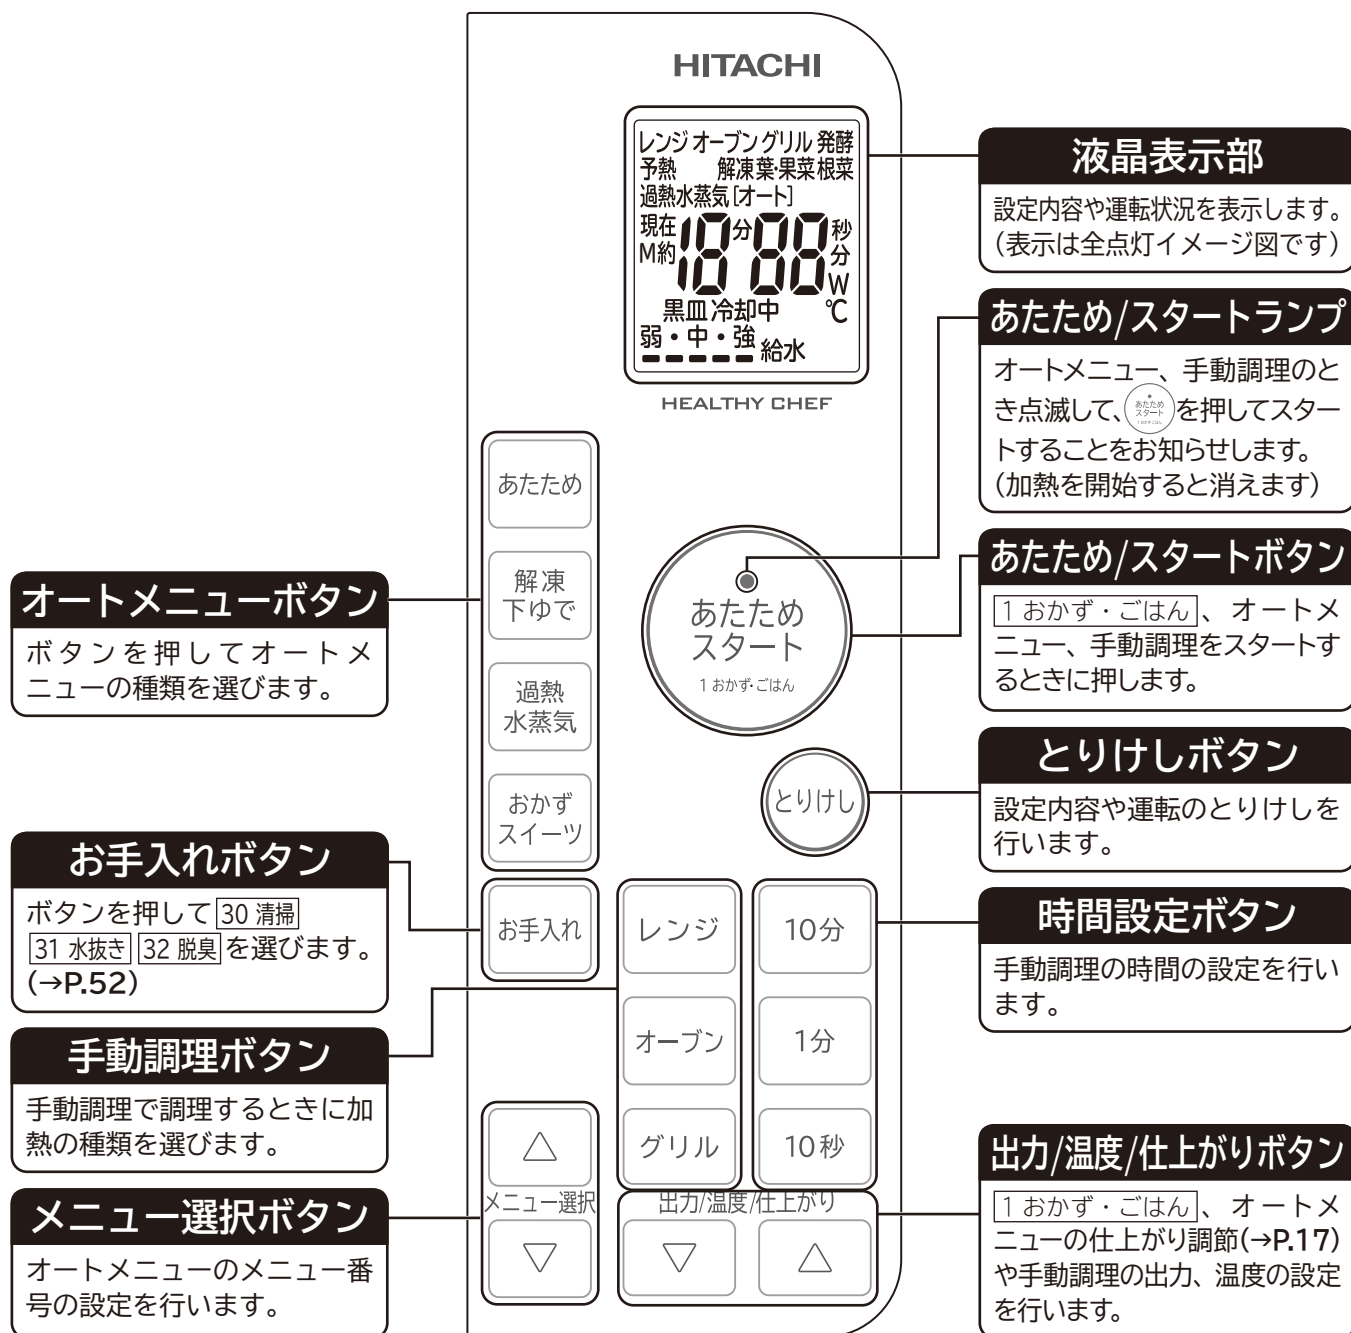 HITACHI
レンジ オーブン グリル 発酵
予熱 解凍 葉・果菜 根菜
過熱水蒸気 [オート]
現在 18分88秒
M約 分
W
黒皿 冷却中 ℃
弱・中・強 給水
HEALTHY CHEF
あたため
解凍
下ゆで
過熱
水蒸気
おかず
スイーツ
お手入れ
あたため
スタート
1 おかず・ごはん
とりけし
レンジ
オーブン
グリル
10分
1分
10秒
△
メニュー選択
▽
出力/温度/仕上がり
▽ △
オートメニューボタン
ボタンを押してオートメ
ニューの種類を選びます。
お手入れボタン
ボタンを押して 30 清掃
31 水抜き 32 脱臭 を選びます。
(→P.52)
手動調理ボタン
手動調理で調理するときに加
熱の種類を選びます。
メニュー選択ボタン
オートメニューのメニュー番
号の設定を行います。
液晶表示部
設定内容や運転状況を表示します。
(表示は全点灯イメージ図です)
あたため/スタートランプ
オートメニュー、手動調理のと
き点滅して、あたためスタート 1 おかず・ごはん を押してスター
トすることをお知らせします。
(加熱を開始すると消えます)
あたため/スタートボタン
1 おかず・ごはん、オートメ
ニュー、手動調理をスタートす
るときに押します。
とりけしボタン
設定内容や運転のとりけしを
行います。
時間設定ボタン
手動調理の時間の設定を行い
ます。
出力/温度/仕上がりボタン
1 おかず・ごはん、オートメ
ニューの仕上がり調節(→P.17)
や手動調理の出力、温度の設定
を行います。